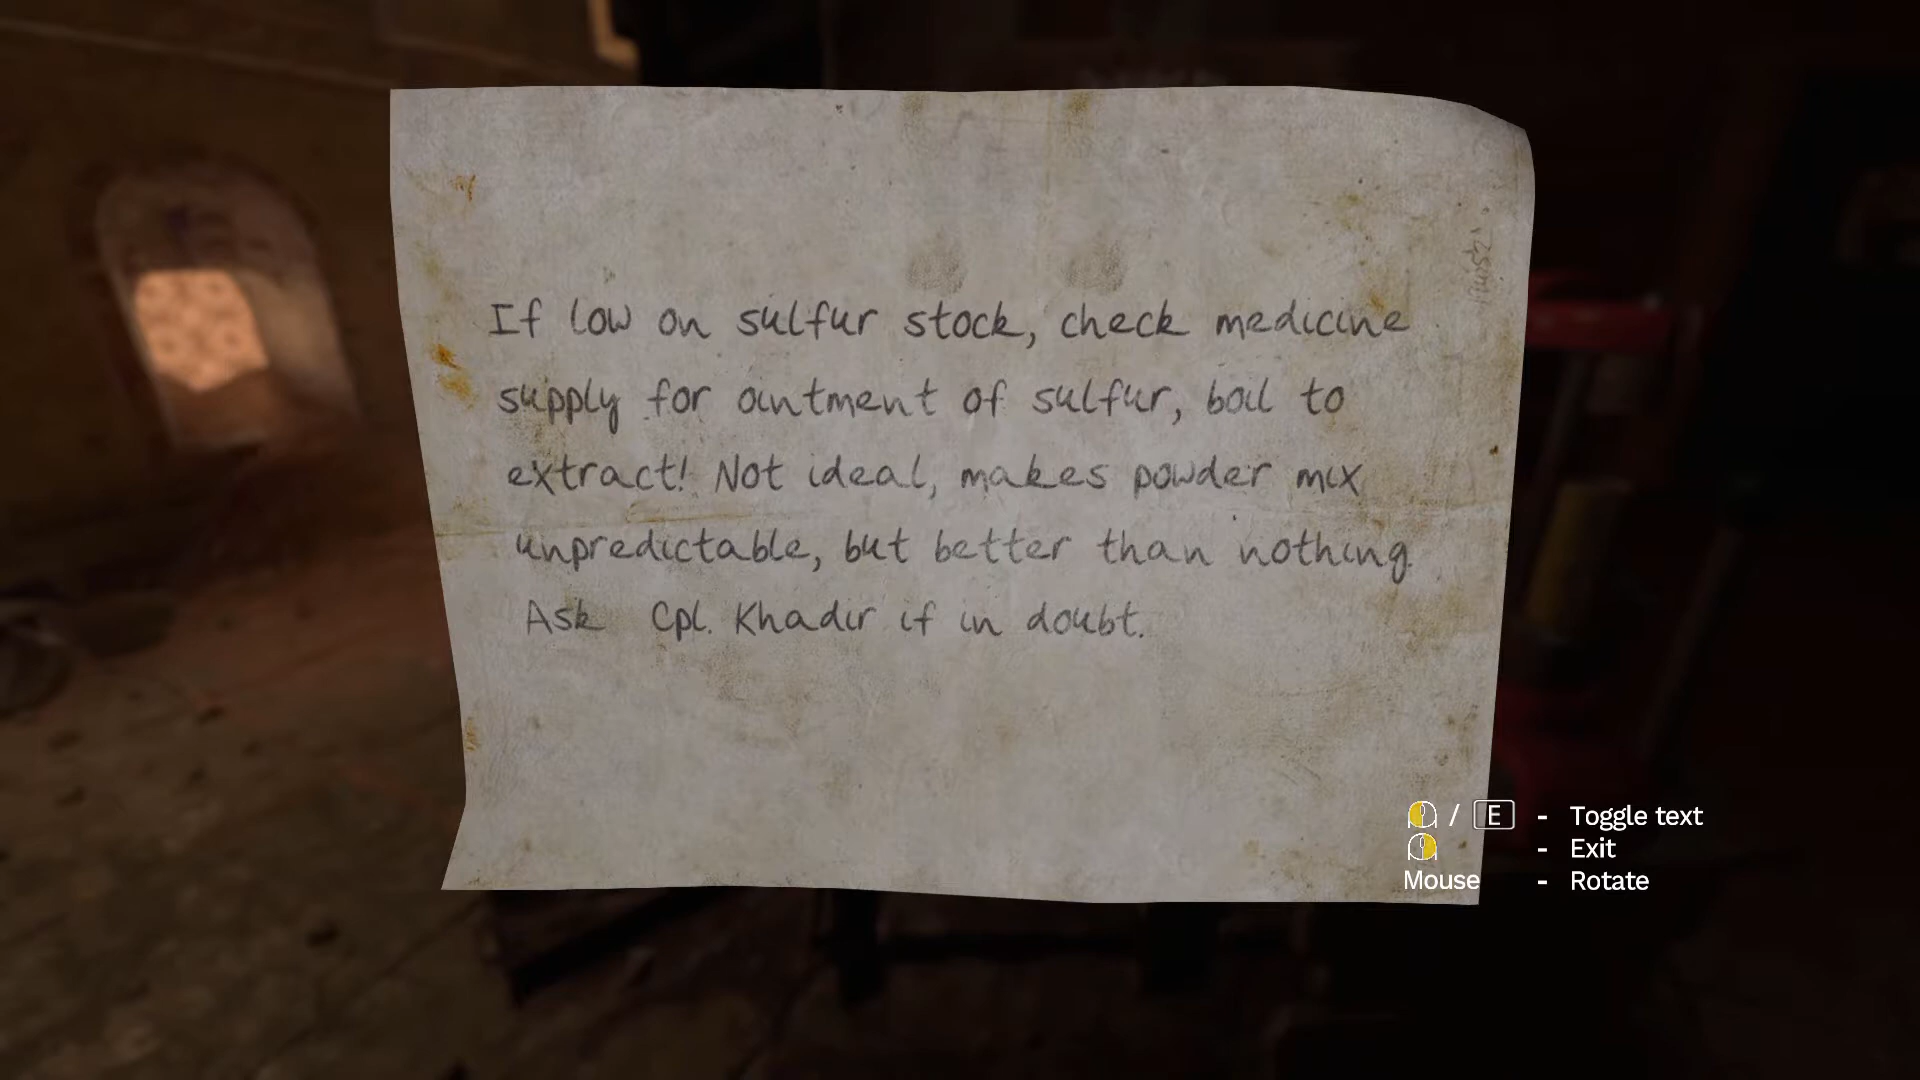 If low on sulfur stock, check medicine
supply for ointment of sulfur, boil to
extract! Not ideal, makes powder mix
unpredictable, but better than nothing.
Ask Cpl. Khadir if in doubt.
/ E - Toggle text
- Exit
Mouse - Rotate